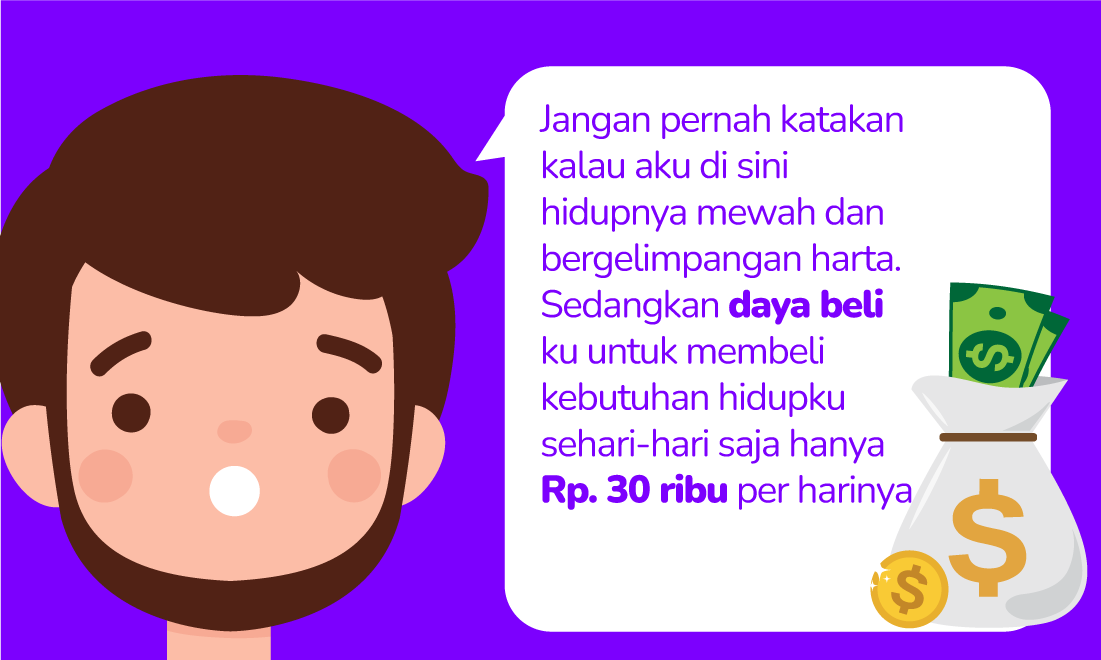 Jangan pernah katakan
kalau aku di sini
hidupnya mewah dan
bergelimpangan harta.
Sedangkan daya beli
ku untuk membeli
kebutuhan hidupku
sehari-hari saja hanya
Rp. 30 ribu per harinya
$
$
$